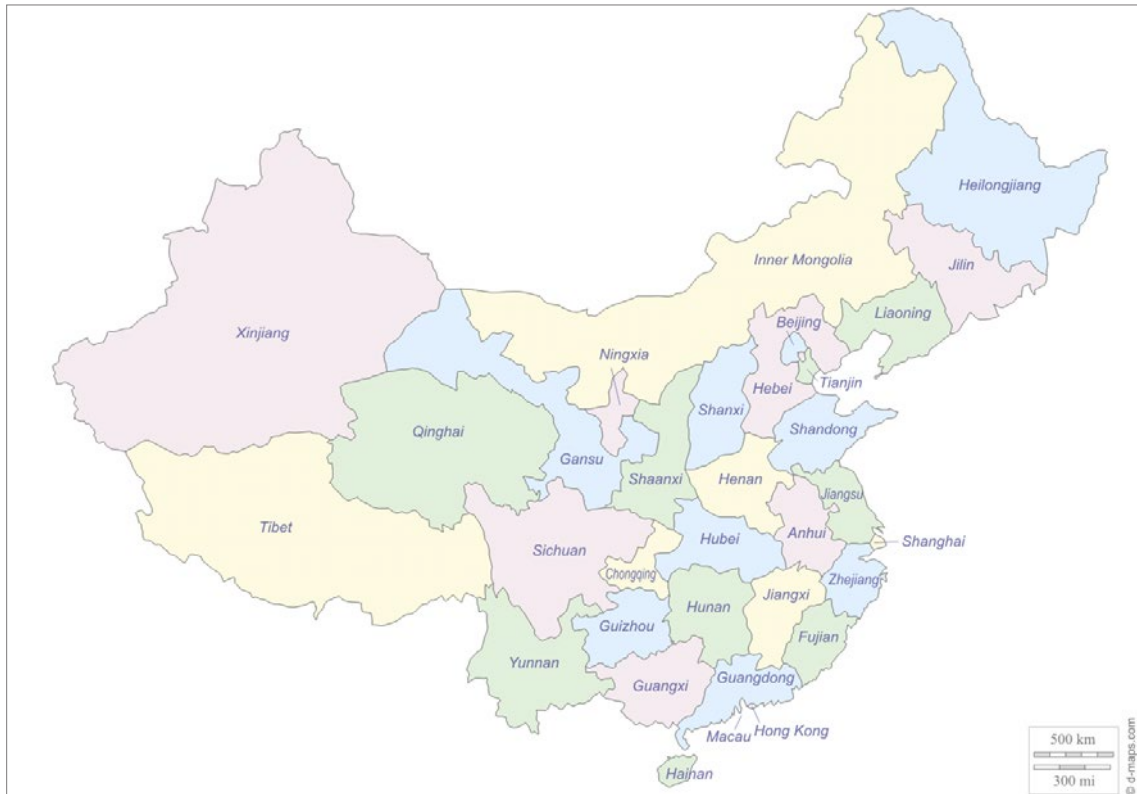 Heilongjiang
Inner Mongolia
Jilin
Liaoning
Beijing
Xinjiang
Ningxia
Tianjin
Hebei
Shanxi
Shandong
Qinghai
Gansu
Shaanxi
Henan
Jiangsu
Tibet
Sichuan
Hubei
Anhui
Shanghai
Chongqing
Zhejiang
Hunan
Jiangxi
Guizhou
Fujian
Yunnan
Guangxi
Guangdong
Macau
Hong Kong
Hainan
500 km
300 mi
© d-maps.com